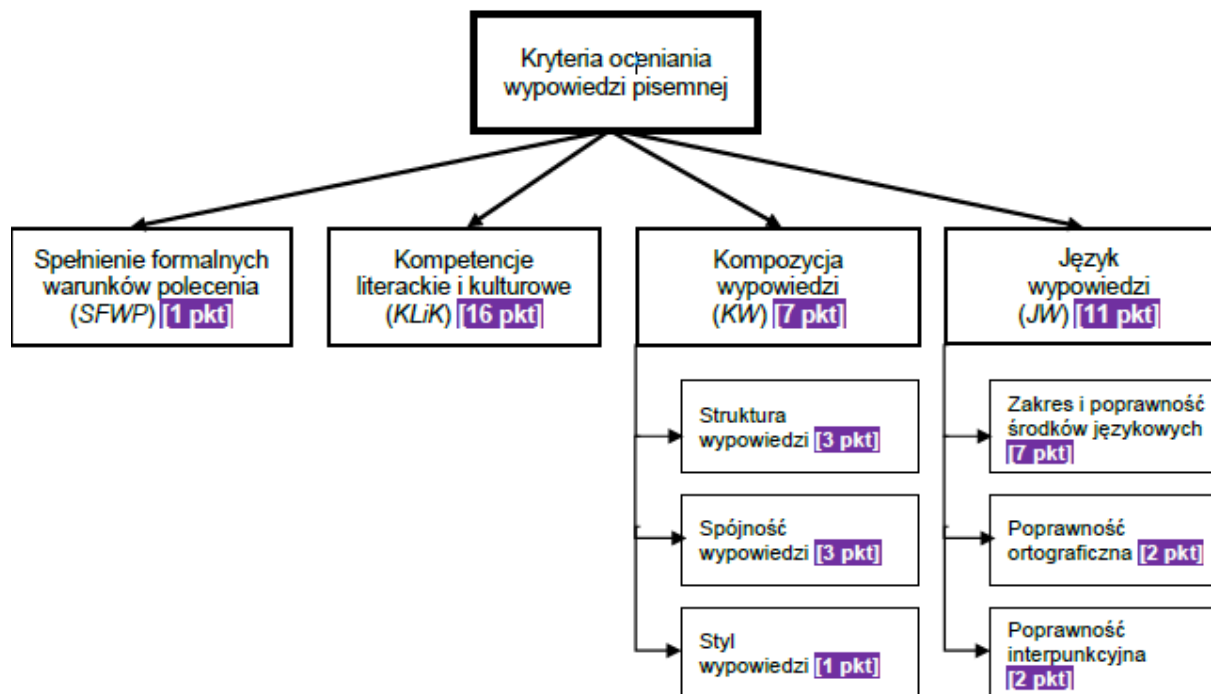 Kryteria oceniania
wypowiedzi pisemnej
Spełnienie formalnych
warunków polecenia
(SFWP) [1 pkt]
Kompetencje
literackie i kulturowe
(KLiK) [16 pkt]
Kompozycja
wypowiedzi
(KW) [7 pkt]
Język
wypowiedzi
(JW) [11 pkt]
Struktura
wypowiedzi [3 pkt]
Zakres i poprawność
środków językowych
[7 pkt]
Spójność
wypowiedzi [3 pkt]
Poprawność
ortograficzna [2 pkt]
Styl
wypowiedzi [1 pkt]
Poprawność
interpunkcyjna
[2 pkt]